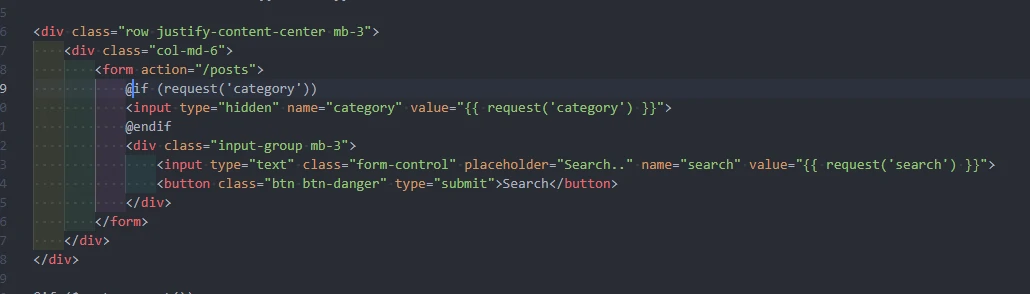 5
6 <div class="row justify-content-center mb-3">
7 <div class="col-md-6">
8 <form action="/posts">
9 @if (request('category'))
0 <input type="hidden" name="category" value="{{ request('category') }}">
1 @endif
2 <div class="input-group mb-3">
3 <input type="text" class="form-control" placeholder="Search.." name="search" value="{{ request('search') }}">
4 <button class="btn btn-danger" type="submit">Search</button>
5 </div>
6 </form>
7 </div>
8 </div>
9